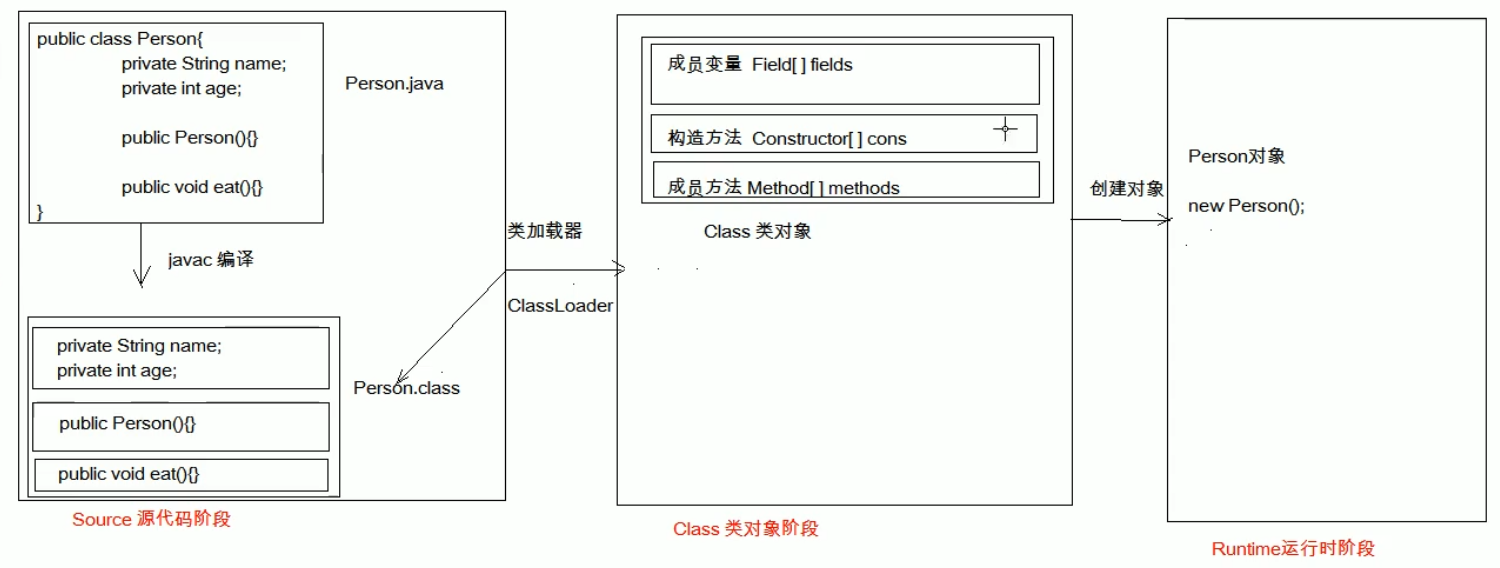 public class Person{
private String name;
private int age;
public Person(){}
public void eat(){}
}
Person.java
javac 编译
private String name;
private int age;
public Person(){}
public void eat(){}
Person.class
Source 源代码阶段
类加载器
ClassLoader
成员变量 Field[ ] fields
构造方法 Constructor[ ] cons
成员方法 Method[ ] methods
Class 类对象
Class 类对象阶段
创建对象
Person对象
new Person();
Runtime运行时阶段